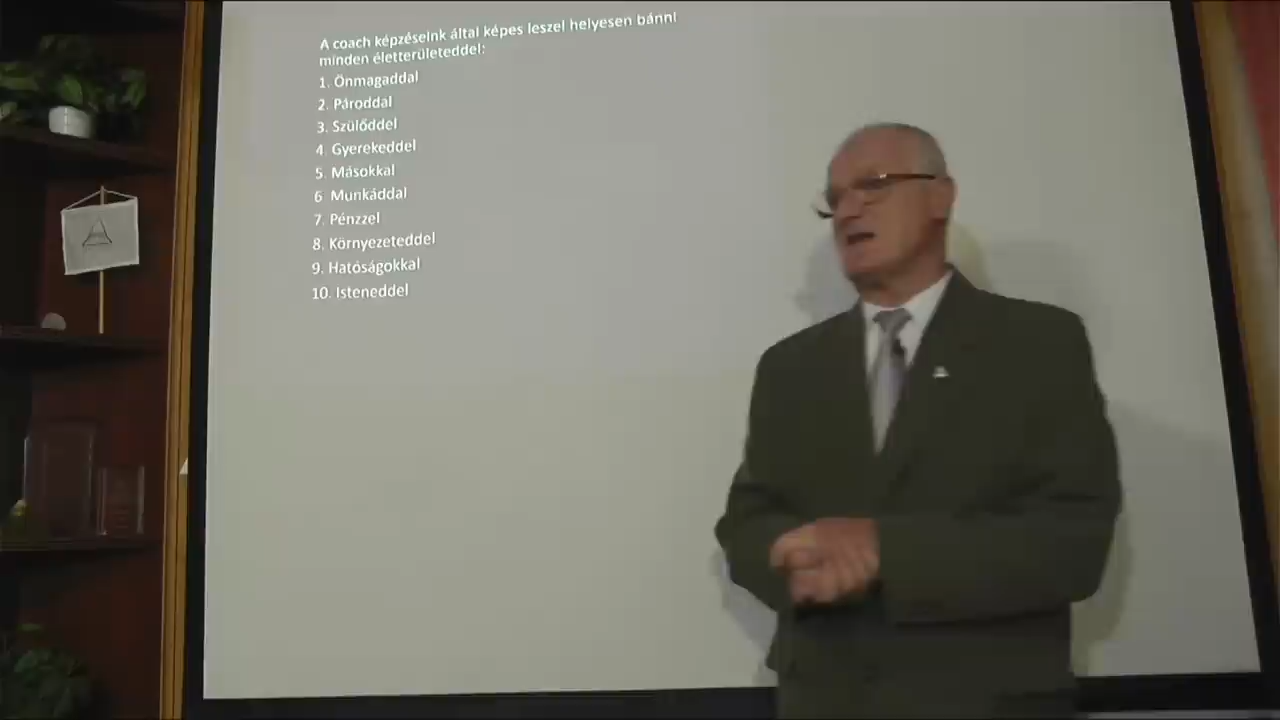 A coach képzéseink által képes leszel helyesen bánni
minden életterületeddel:
1. Önmagaddal
2. Pároddal
3. Szülőddel
4. Gyerekeddel
5. Másokkal
6 Munkáddal
7. Pénzzel
8. Környezeteddel
9. Hatóságokkal
10. Isteneddel